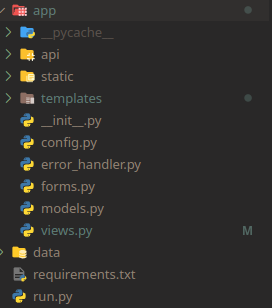 app
__pycache__
api
static
templates
__init__.py
config.py
error_handler.py
forms.py
models.py
views.py M
data
requirements.txt
run.py